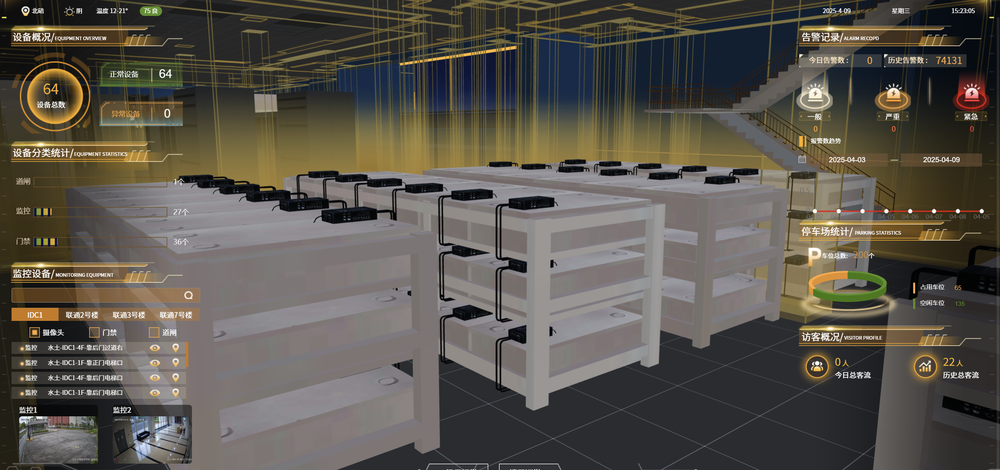 北碚
阴
温度 12-21°
75 良
2025-4-09
星期三
15:23:05
设备概况/EQUIPMENT OVERVIEW
64
设备总数
正常设备
64
异常设备
0
设备分类统计/EQUIPMENT STATISTICS
道闸
1个
监控
27个
门禁
36个
监控设备/MONITORING EQUIPMENT
IDC1
联通2号楼
联通3号楼
联通7号楼
摄像头
门禁
道闸
监控 水土-IDC1-4F-靠后门过道右
监控 水土-IDC1-1F-靠正门电梯口
监控 水土-IDC1-4F-靠后门电梯口
监控 水土-IDC1-1F-靠后门电梯口
监控1
监控2
告警记录/ALARM RECOPD
今日告警数： 0
历史告警数： 74131
一般
严重
紧急
0
0
0
报警数趋势
2025-04-03 — 2025-04-09
0.5
0
04-02
04-05
04-06
04-07
04-08
04-09
停车场统计/ PARKING STATISTICS
P
车位总数: 200个
占用车位 65
空闲车位 135
访客概况/VISITOR PROFILE
0人
今日总客流
22人
历史总客流